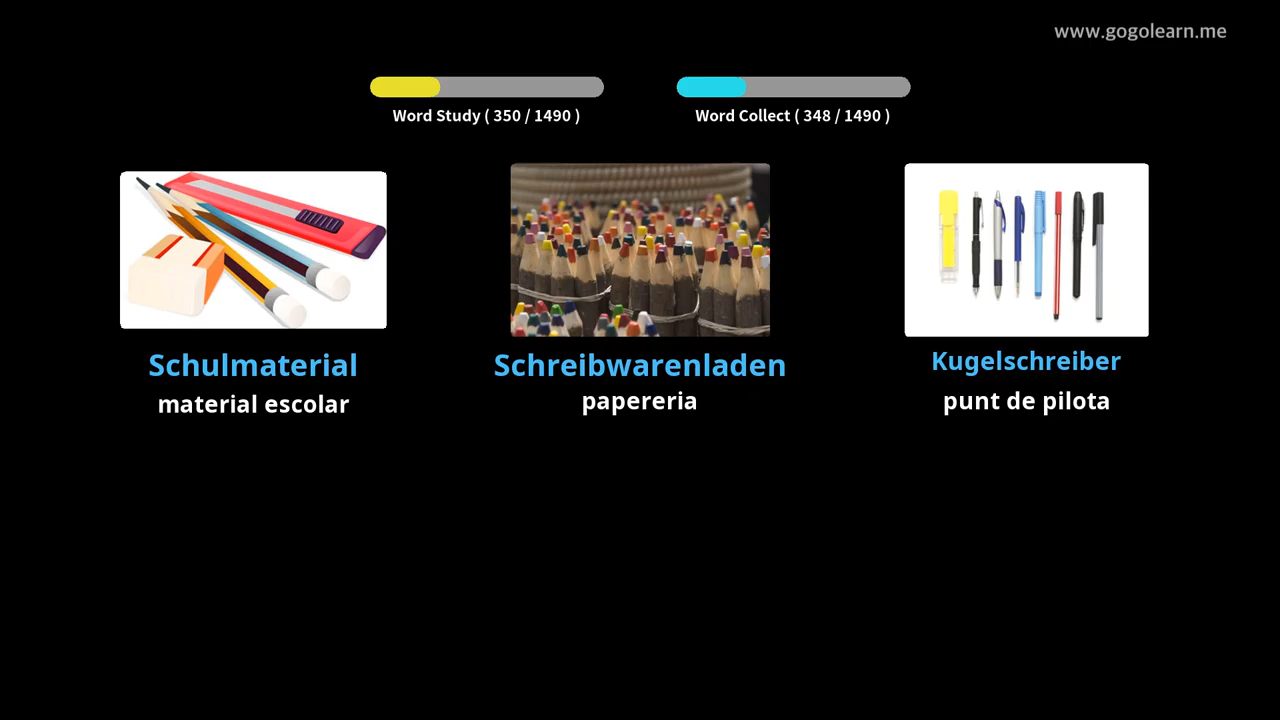 www.gogolearn.me
Word Study ( 350 / 1490 )
Word Collect ( 348 / 1490 )
Schulmaterial
material escolar
Schreibwarenladen
papereria
Kugelschreiber
punt de pilota